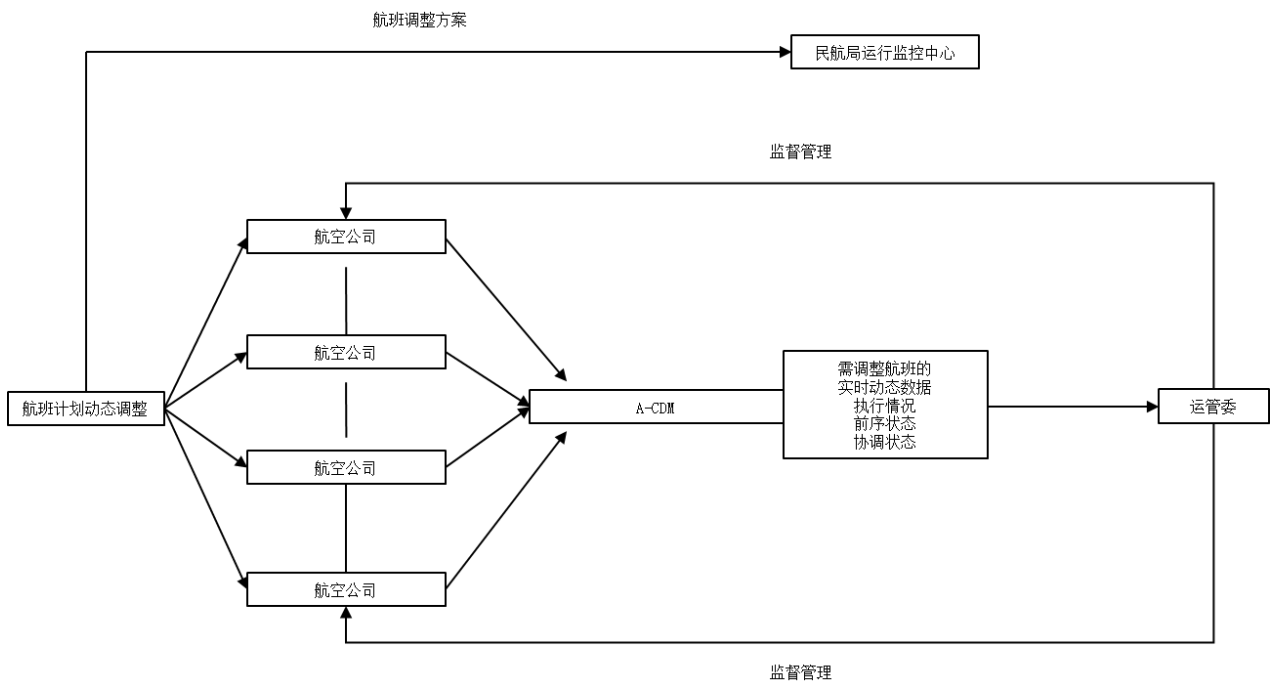 航班调整方案
民航局运行监控中心
监督管理
航空公司
航空公司
航班计划动态调整
A-CDM
需调整航班的
实时动态数据
执行情况
前序状态
协调状态
运管委
航空公司
航空公司
监督管理